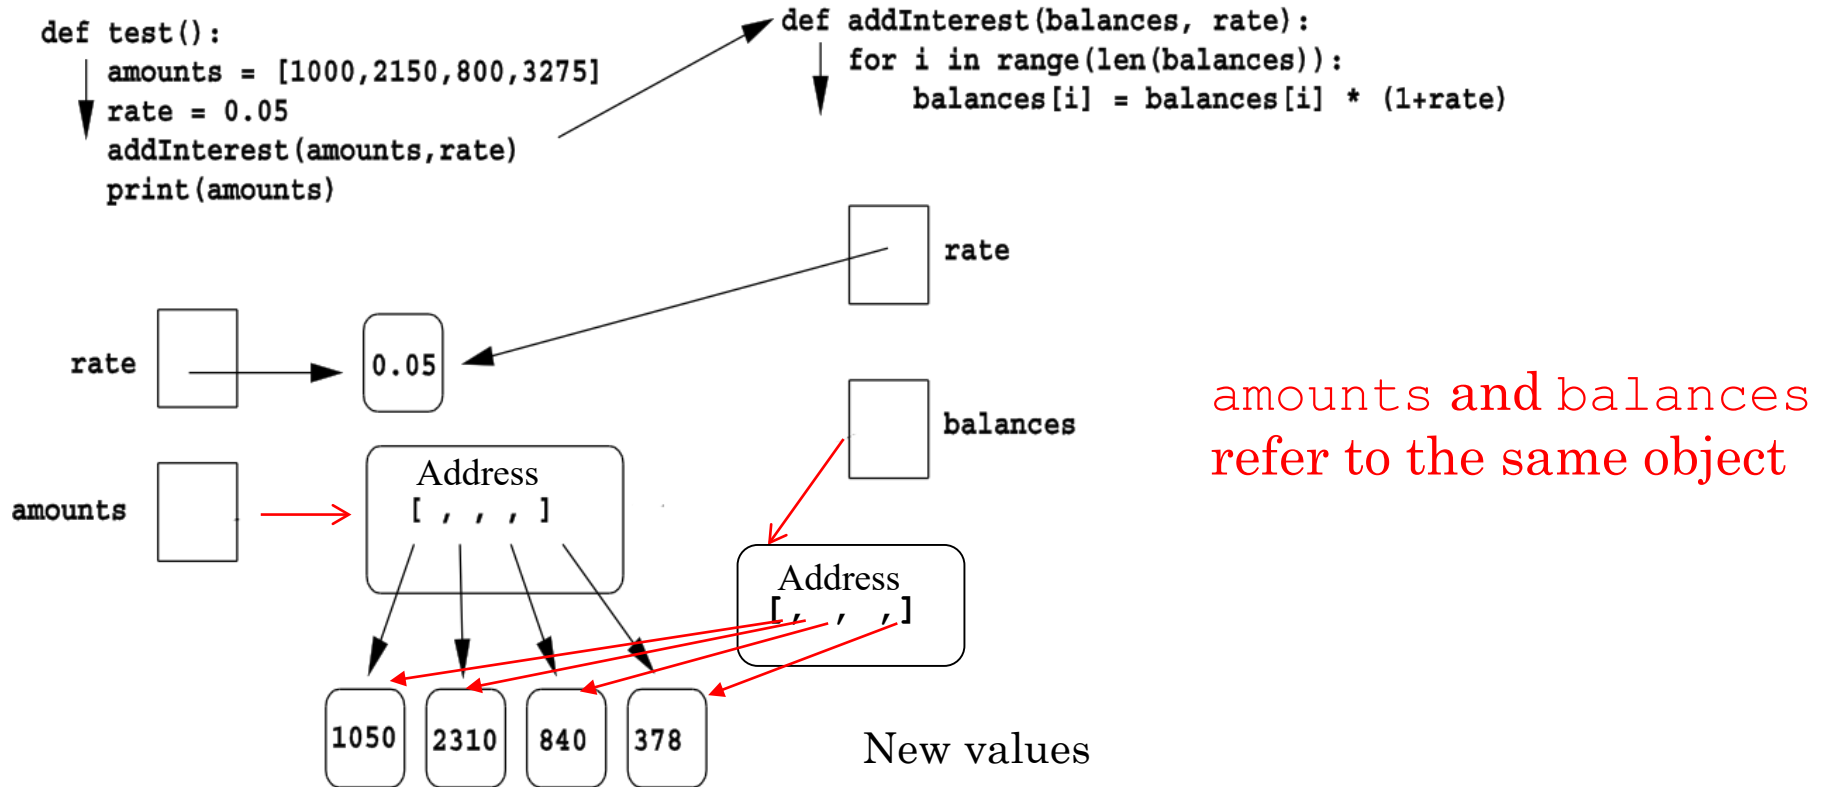 def test():
    amounts = [1000,2150,800,3275]
    rate = 0.05
    addInterest(amounts,rate)
    print(amounts)
def addInterest(balances, rate):
    for i in range(len(balances)):
        balances[i] = balances[i] * (1+rate)
rate
rate
0.05
balances
amounts and balances
refer to the same object
amounts
Address
[ , , , ]
Address
[, , ,]
1050
2310
840
378
New values